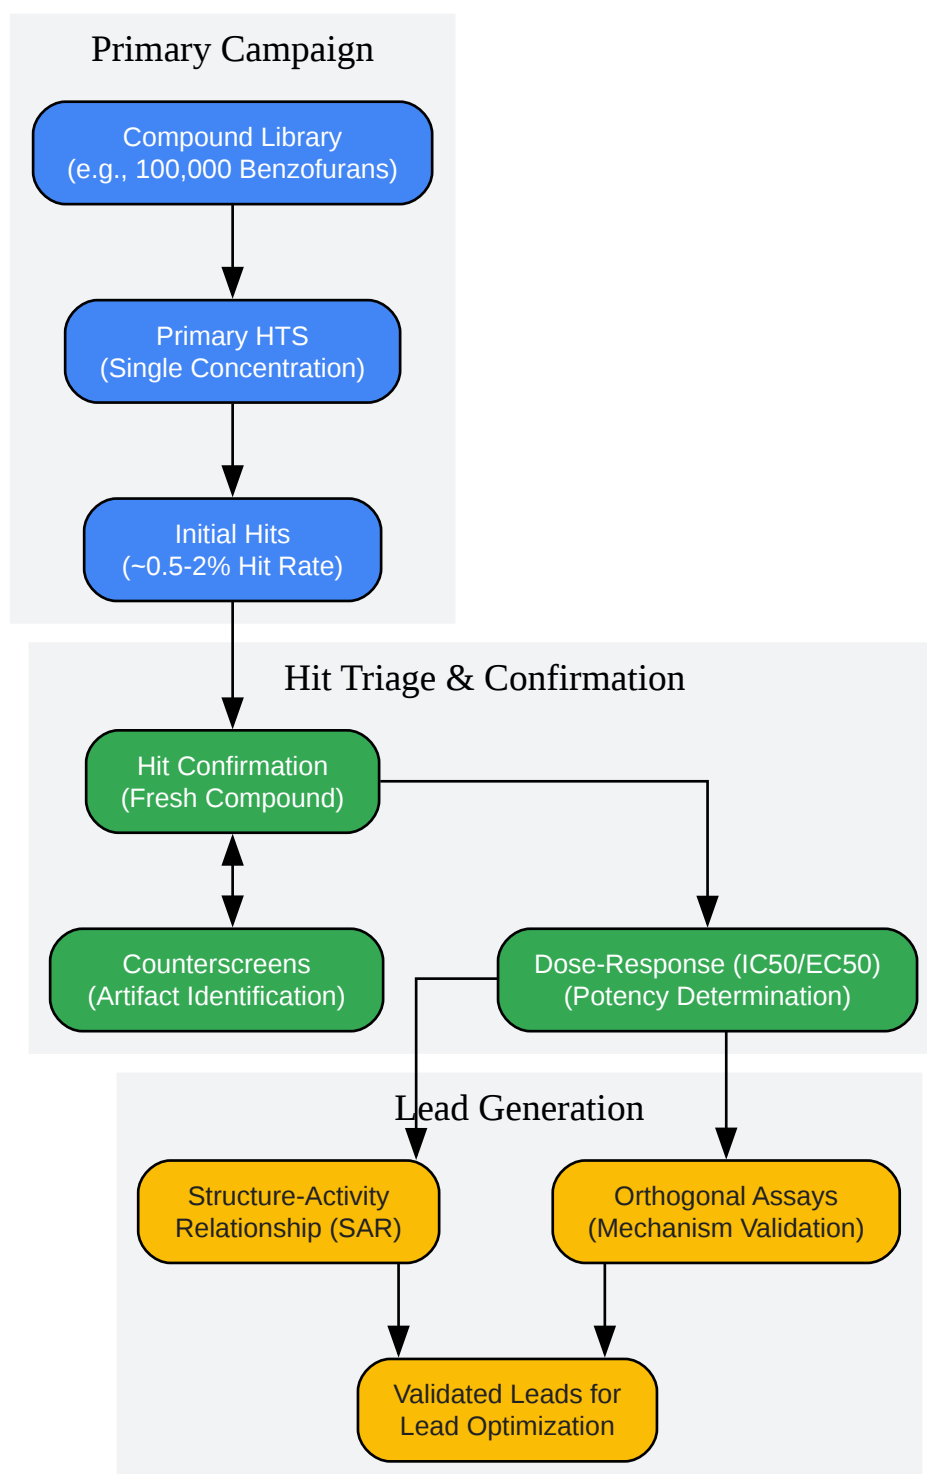 Primary Campaign
Compound Library
(e.g., 100,000 Benzofurans)
Primary HTS
(Single Concentration)
Initial Hits
(~0.5-2% Hit Rate)
Hit Triage & Confirmation
Hit Confirmation
(Fresh Compound)
Counterscreens
(Artifact Identification)
Dose-Response (IC50/EC50)
(Potency Determination)
Lead Generation
Structure-Activity
Relationship (SAR)
Orthogonal Assays
(Mechanism Validation)
Validated Leads for
Lead Optimization